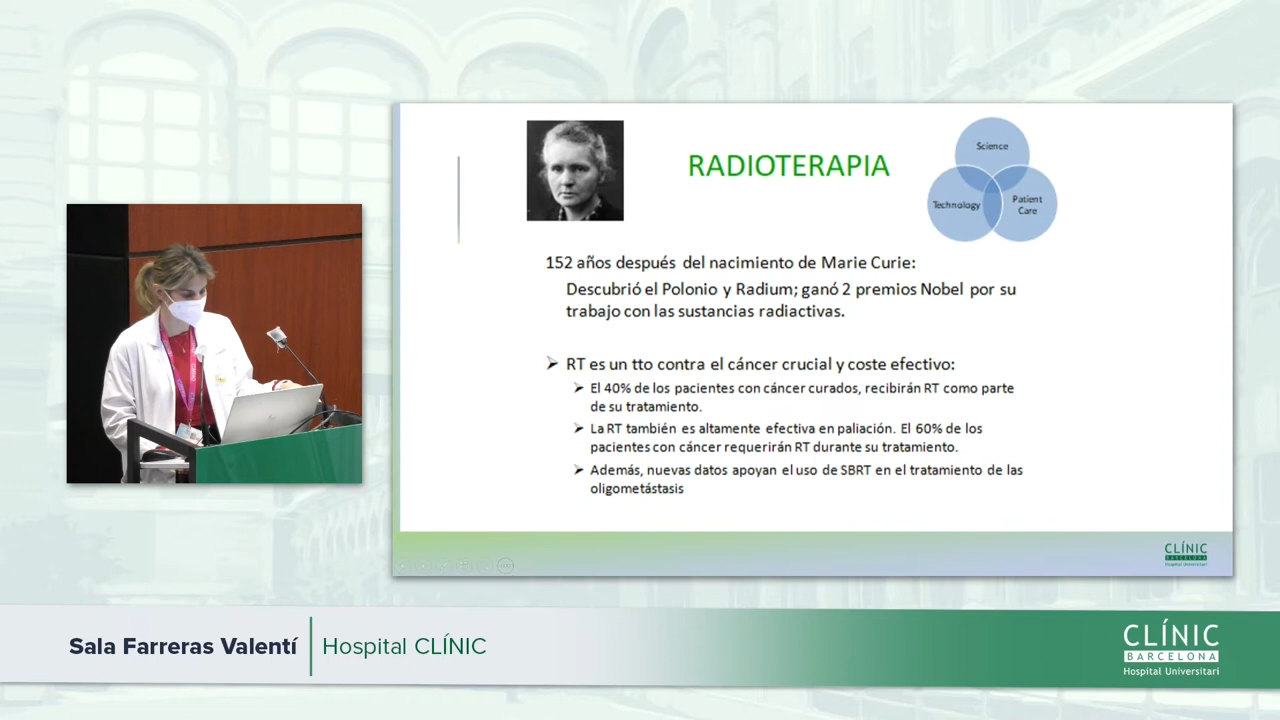 RADIOTERAPIA
Science
Technology
Patient
Care
152 años después del nacimiento de Marie Curie:
Descubrió el Polonio y Radium; ganó 2 premios Nobel por su
trabajo con las sustancias radiactivas.
RT es un tto contra el cáncer crucial y coste efectivo:
El 40% de los pacientes con cáncer curados, recibirán RT como parte
de su tratamiento.
La RT también es altamente efectiva en paliación. El 60% de los
pacientes con cáncer requerirán RT durante su tratamiento.
Además, nuevas datos apoyan el uso de SBRT en el tratamiento de las
oligometástasis
CLÍNIC
BARCELONA
Hospital Universitari
Sala Farreras Valentí
Hospital CLÍNIC
CLÍNIC
BARCELONA
Hospital Universitari